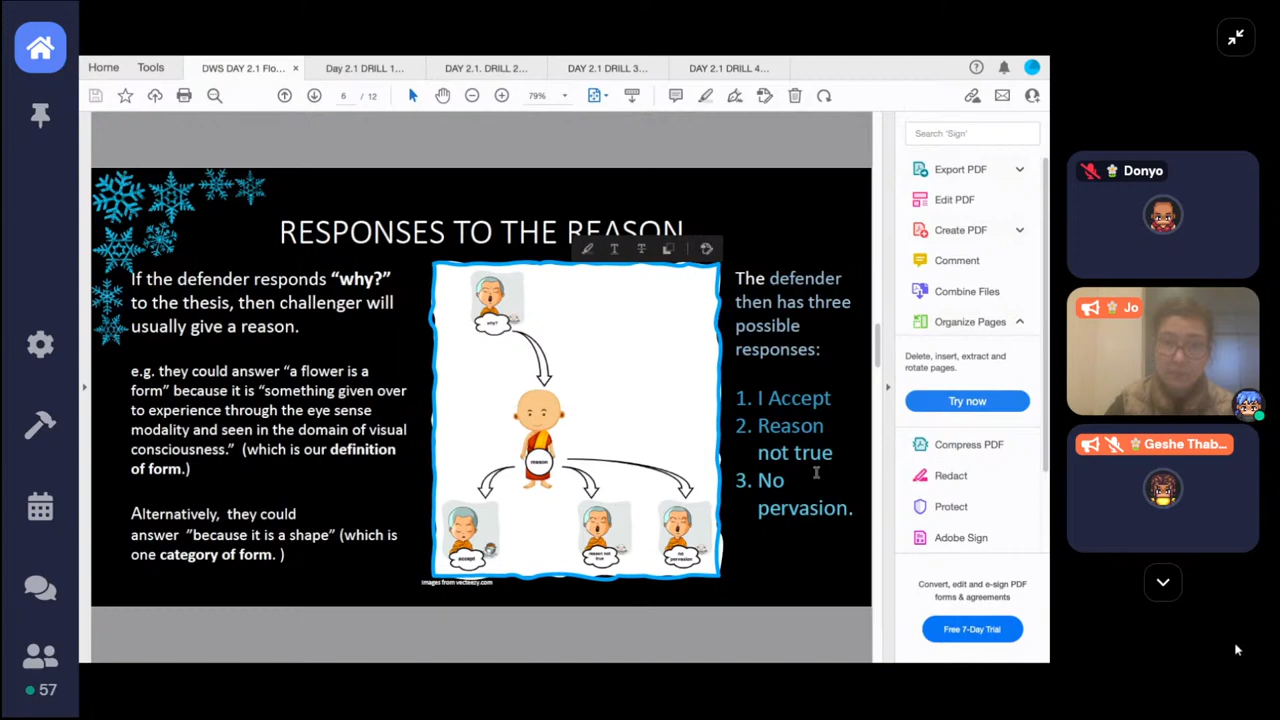 Home
Tools
DWS DAY 2.1 Flo...
×
Day 2.1 DRILL 1...
DAY 2.1. DRILL 2...
DAY 2.1 DRILL 3...
DAY 2.1 DRILL 4...
6 / 12
79%
RESPONSES TO THE REASON
If the defender responds “why?”
to the thesis, then challenger will
usually give a reason.
e.g. they could answer “a flower is a
form” because it is “something given over
to experience through the eye sense
modality and seen in the domain of visual
consciousness.” (which is our definition
of form.)
Alternatively, they could
answer ”because it is a shape” (which is
one category of form. )
why?
reason
accept
reason not
true
no
pervasion
Images from vecteezy.com
The defender
then has three
possible
responses:
1. I Accept
2. Reason
not true
3. No
pervasion.
Search 'Sign'
Export PDF
Edit PDF
Create PDF
Comment
Combine Files
Organize Pages
Delete, insert, extract and
rotate pages.
Try now
Compress PDF
Redact
Protect
Adobe Sign
Convert, edit and e-sign PDF
forms & agreements
Free 7-Day Trial
Donyo
Jo
Geshe Thab...
57